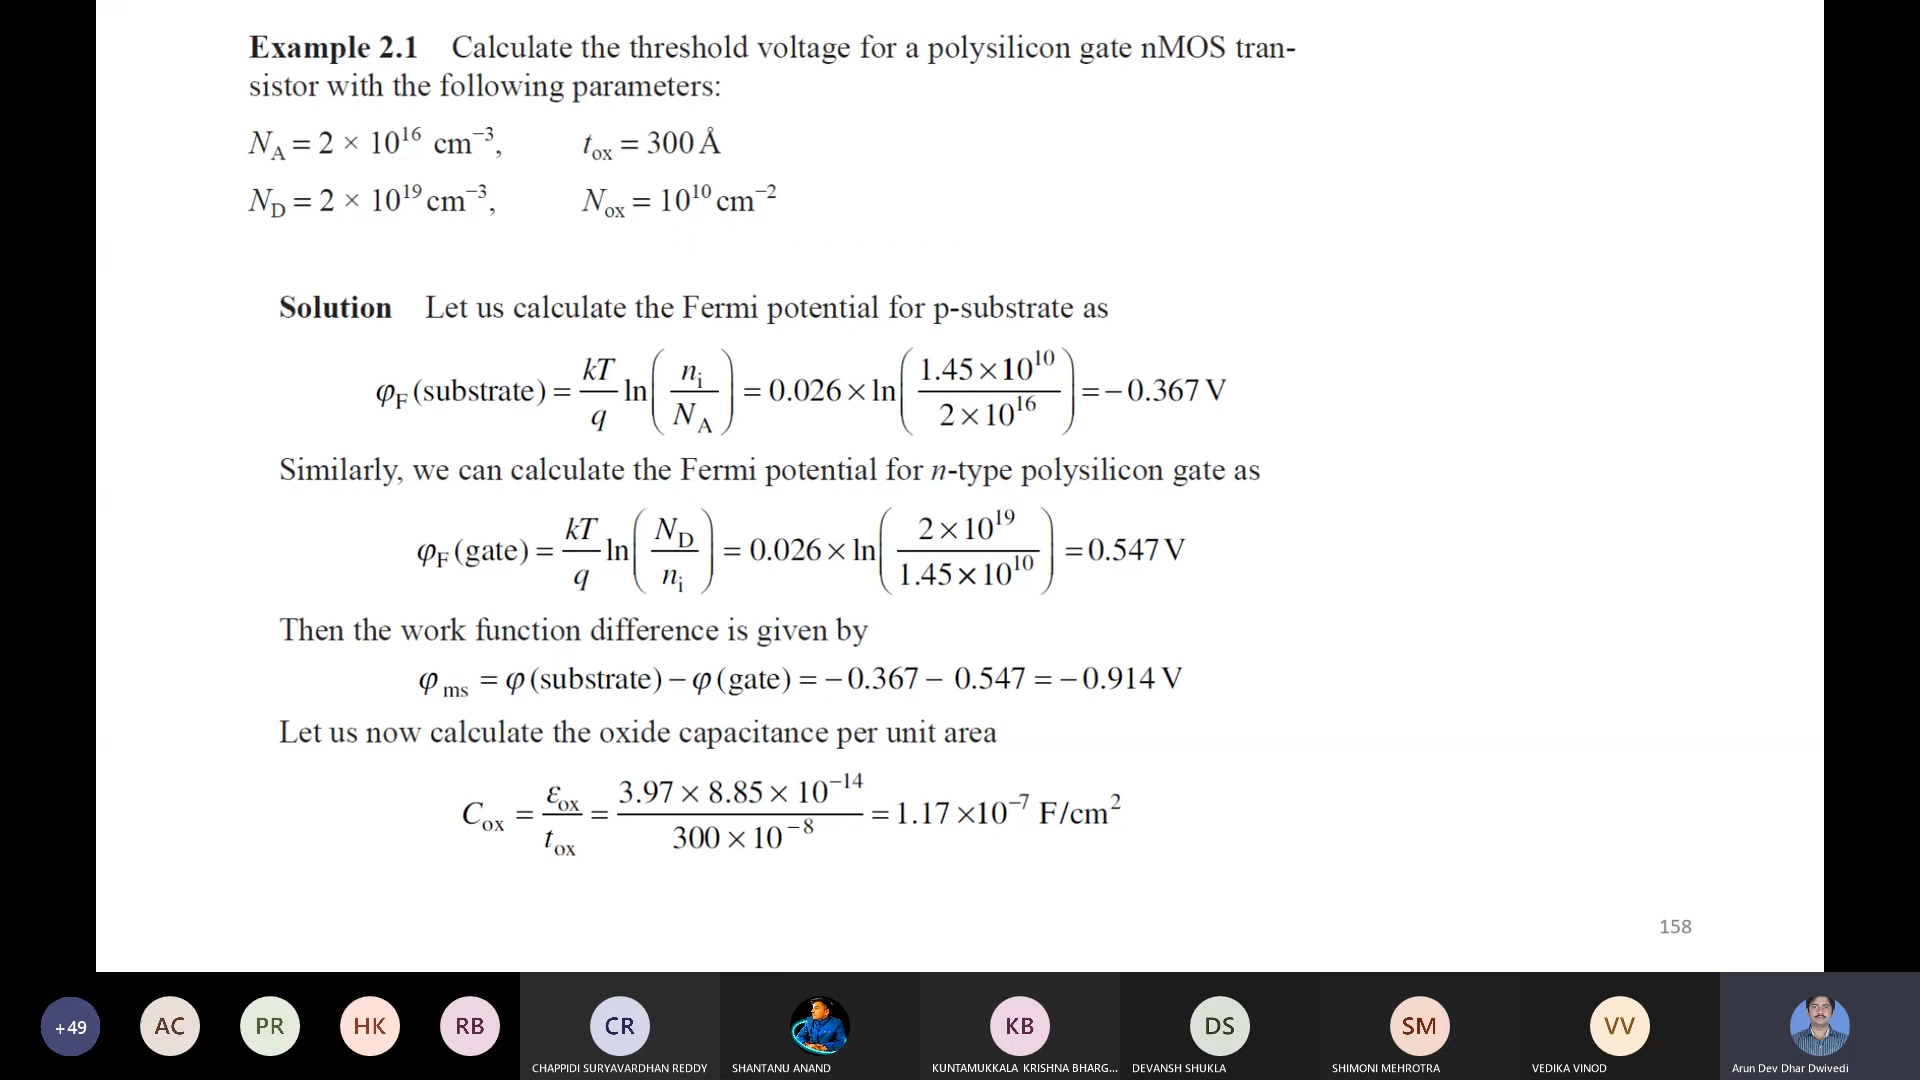 Example 2.1 Calculate the threshold voltage for a polysilicon gate nMOS tran-
sistor with the following parameters:
N_A = 2 × 10^16 cm^−3, t_ox = 300 Å
N_D = 2 × 10^19 cm^−3, N_ox = 10^10 cm^−2
Solution Let us calculate the Fermi potential for p-substrate as
φ_F (substrate) = kT/q ln(n_i/N_A) = 0.026 × ln(1.45×10^10/2×10^16) = −0.367 V
Similarly, we can calculate the Fermi potential for n-type polysilicon gate as
φ_F (gate) = kT/q ln(N_D/n_i) = 0.026 × ln(2×10^19/1.45×10^10) = 0.547 V
Then the work function difference is given by
φ_ms = φ (substrate) − φ (gate) = −0.367 − 0.547 = −0.914 V
Let us now calculate the oxide capacitance per unit area
C_ox = ε_ox/t_ox = 3.97 × 8.85 × 10^−14/300 × 10^−8 = 1.17 ×10^−7 F/cm^2
158
+49 AC PR HK RB CR KB DS SM VV
CHAPPIDI SURYAVARDHAN REDDY SHANTANU ANAND KUNTAMUKKALA KRISHNA BHARG... DEVANSH SHUKLA SHIMONI MEHROTRA VEDIKA VINOD Arun Dev Dhar Dwivedi